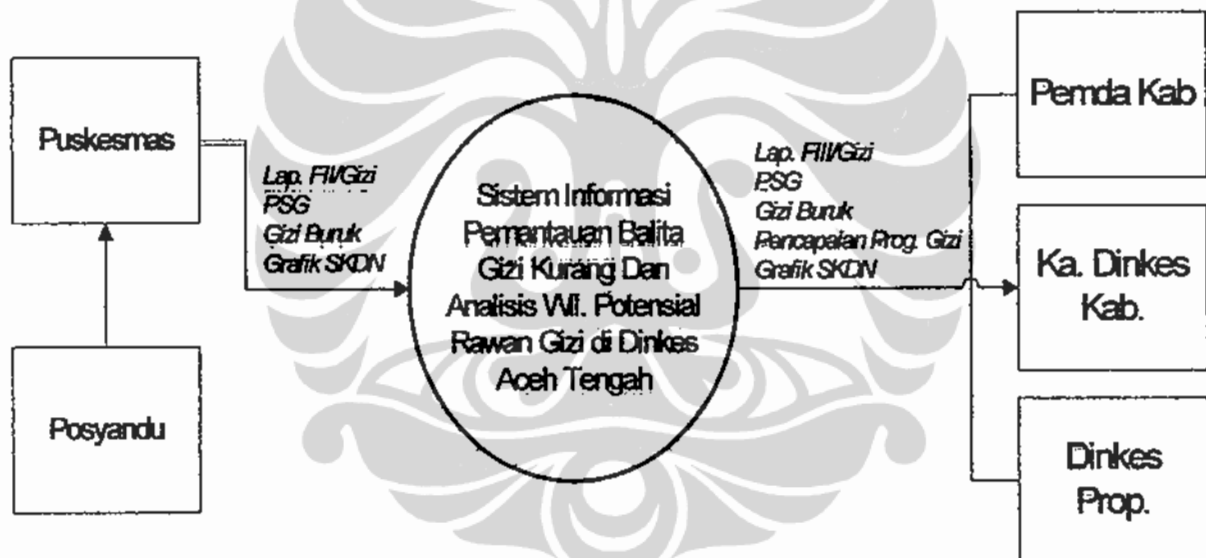 Puskesmas
Posyandu
Lap. FIII/Gizi
PSG
Gizi Buruk
Grafik SKDN
Sistem Informasi
Pemantauan Balita
Gizi Kurang Dan
Analisis Wil. Potensial
Rawan Gizi di Dinkes
Aceh Tengah
Lap. FIII/Gizi
PSG
Gizi Buruk
Pencapaian Prog. Gizi
Grafik SKDN
Pemda Kab
Ka. Dinkes
Kab.
Dinkes
Prop.